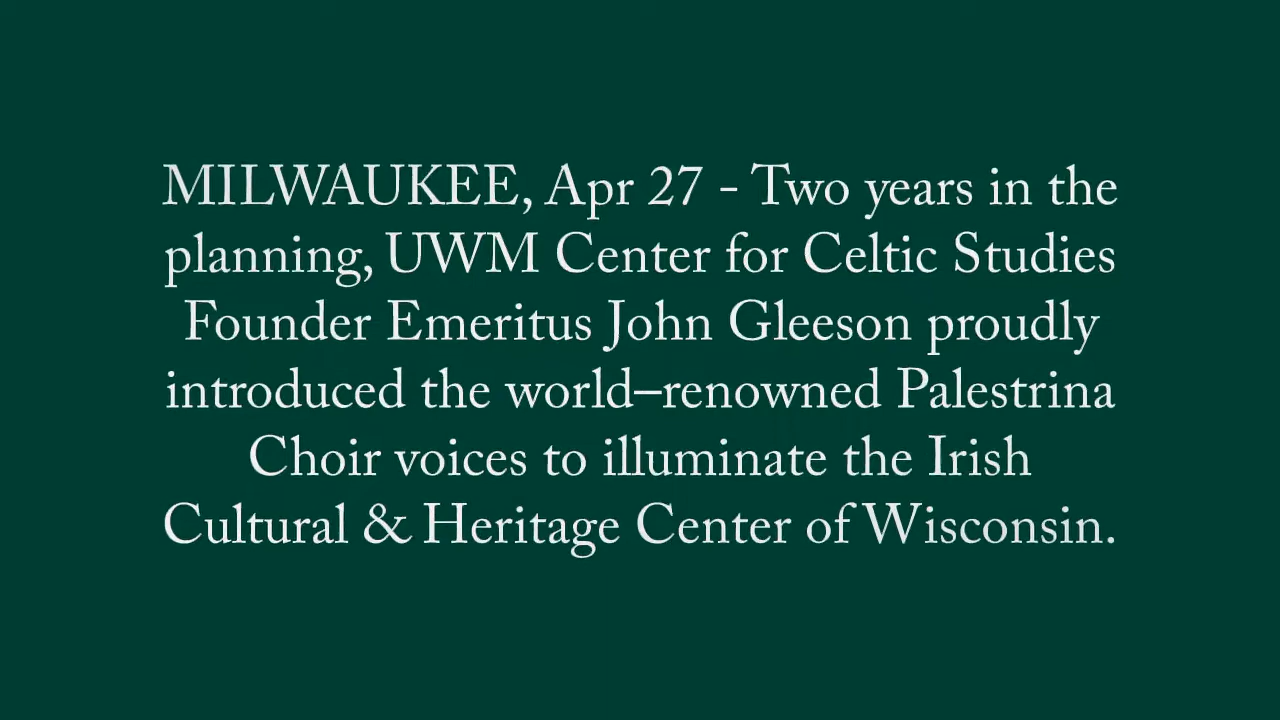 MILWAUKEE, Apr 27 - Two years in the
planning, UWM Center for Celtic Studies
Founder Emeritus John Gleeson proudly
introduced the world–renowned Palestrina
Choir voices to illuminate the Irish
Cultural & Heritage Center of Wisconsin.